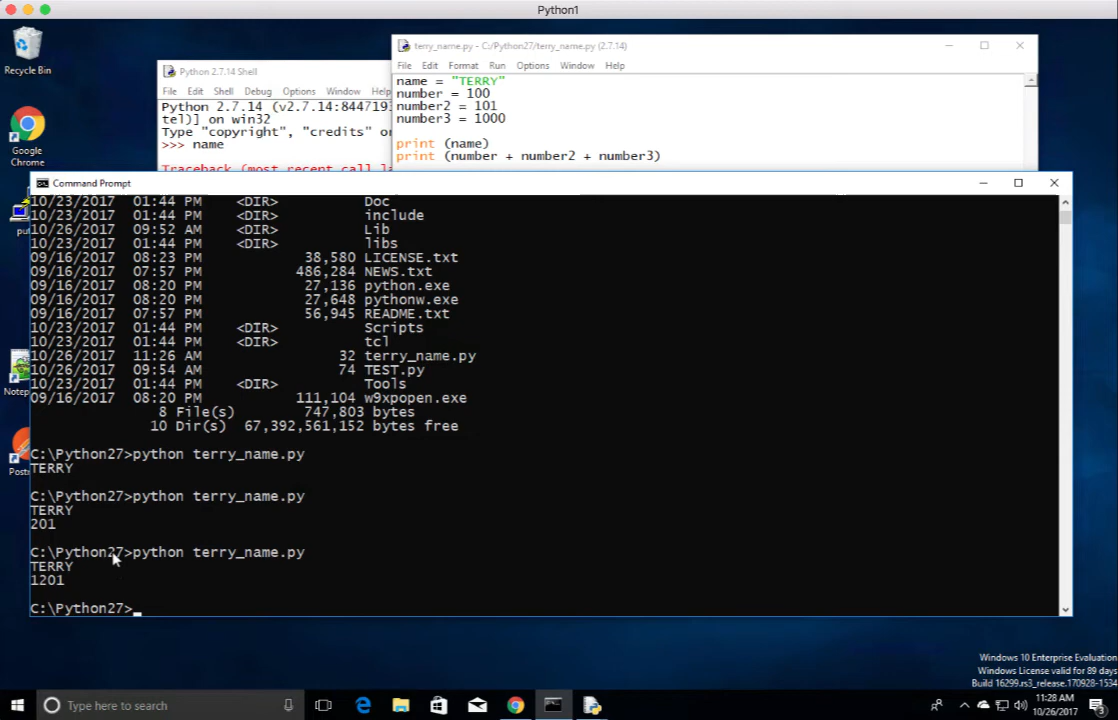 Python1
Recycle Bin
Google
Chrome
terry_name.py - C:/Python27/terry_name.py (2.7.14)
File Edit Format Run Options Window Help
name = "TERRY"
number = 100
number2 = 101
number3 = 1000
print (name)
print (number + number2 + number3)
Python 2.7.14 Shell
File Edit Shell Debug Options Window Help
Python 2.7.14 (v2.7.14:8447193
tel)] on win32
Type "copyright", "credits" or
>>> name
Traceback (most recent call la
Command Prompt
10/23/2017 01:44 PM <DIR> Doc
10/23/2017 01:44 PM <DIR> include
10/26/2017 09:52 AM <DIR> Lib
10/23/2017 01:44 PM <DIR> libs
09/16/2017 08:23 PM 38,580 LICENSE.txt
09/16/2017 07:57 PM 486,284 NEWS.txt
09/16/2017 08:20 PM 27,136 python.exe
09/16/2017 08:20 PM 27,648 pythonw.exe
09/16/2017 07:57 PM 56,945 README.txt
10/23/2017 01:44 PM <DIR> Scripts
10/23/2017 01:44 PM <DIR> tcl
10/26/2017 11:26 AM 32 terry_name.py
10/26/2017 09:54 AM 74 TEST.py
10/23/2017 01:44 PM <DIR> Tools
09/16/2017 08:20 PM 111,104 w9xpopen.exe
8 File(s) 747,803 bytes
10 Dir(s) 67,392,561,152 bytes free
C:\Python27>python terry_name.py
TERRY
C:\Python27>python terry_name.py
TERRY
201
C:\Python27>python terry_name.py
TERRY
1201
C:\Python27>
pu
Notep
Post
Windows 10 Enterprise Evaluation
Windows License valid for 89 days
Build 16299.rs3_release.170928-1534
Type here to search
11:28 AM
10/26/2017
3